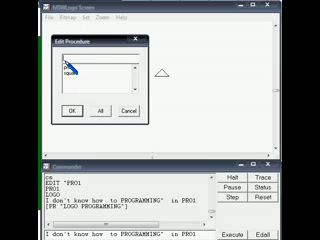 MSWLogo Screen
File Bitmap Set Zoom Help
Edit Procedure
squa
OK All Cancel
Commander
cs
EDIT "PRO1
PRO1
LOGO
I don't know how  to PROGRAMMING"  in PRO1
[PR "LOGO PROGRAMMING"]
Halt Trace
Pause Status
Step Reset
I don't know how  to PROGRAMMING"  in PRO1
Execute Edall